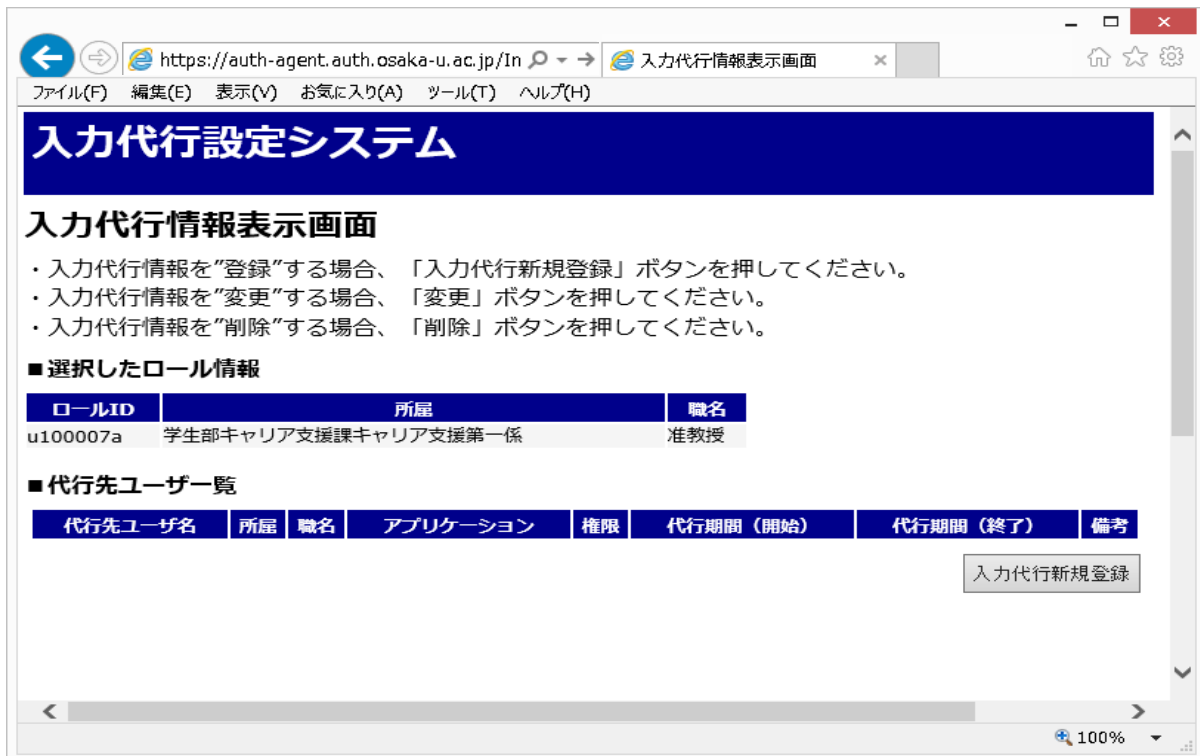 https://auth-agent.auth.osaka-u.ac.jp/In
入力代行情報表示画面
ファイル(F) 編集(E) 表示(V) お気に入り(A) ツール(T) ヘルプ(H)
入力代行設定システム
入力代行情報表示画面
・入力代行情報を”登録”する場合、「入力代行新規登録」ボタンを押してください。
・入力代行情報を”変更”する場合、「変更」ボタンを押してください。
・入力代行情報を”削除”する場合、「削除」ボタンを押してください。
■選択したロール情報
ロールID 所属 職名
u100007a 学生部キャリア支援課キャリア支援第一係 准教授
■代行先ユーザ一覧
代行先ユーザ名 所属 職名 アプリケーション 権限 代行期間（開始） 代行期間（終了） 備考
入力代行新規登録
100%